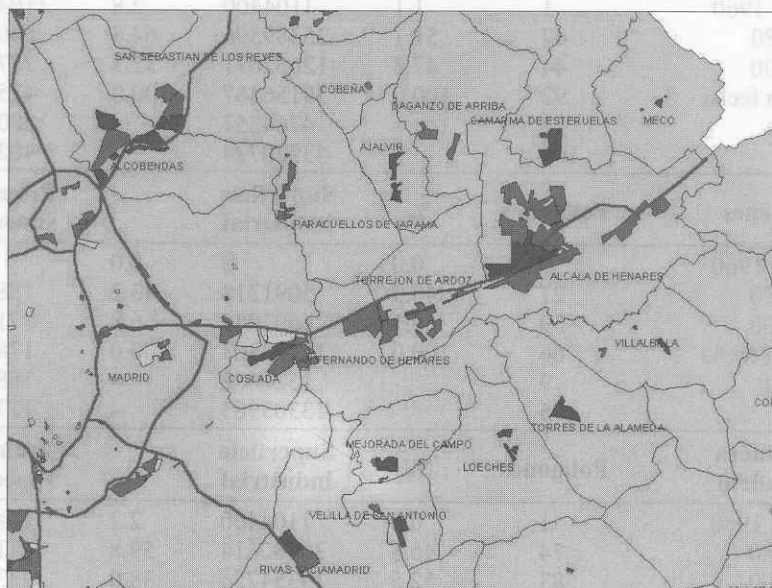 SAN SEBASTIAN DE LOS REYES
COBEÑA
DAGANZO DE ARRIBA
CAMARMA DE ESTERUELAS
MECO
AJALVIR
ALCOBENDAS
PARACUELLOS DE JARAMA
TORREJON DE ARDOZ
ALCALA DE HENARES
VILLALBILLA
SAN FERNANDO DE HENARES
MADRID
COSLADA
TORRES DE LA ALAMEDA
MEJORADA DEL CAMPO
LOECHES
VELILLA DE SAN ANTONIO
RIVAS-VACIAMADRID